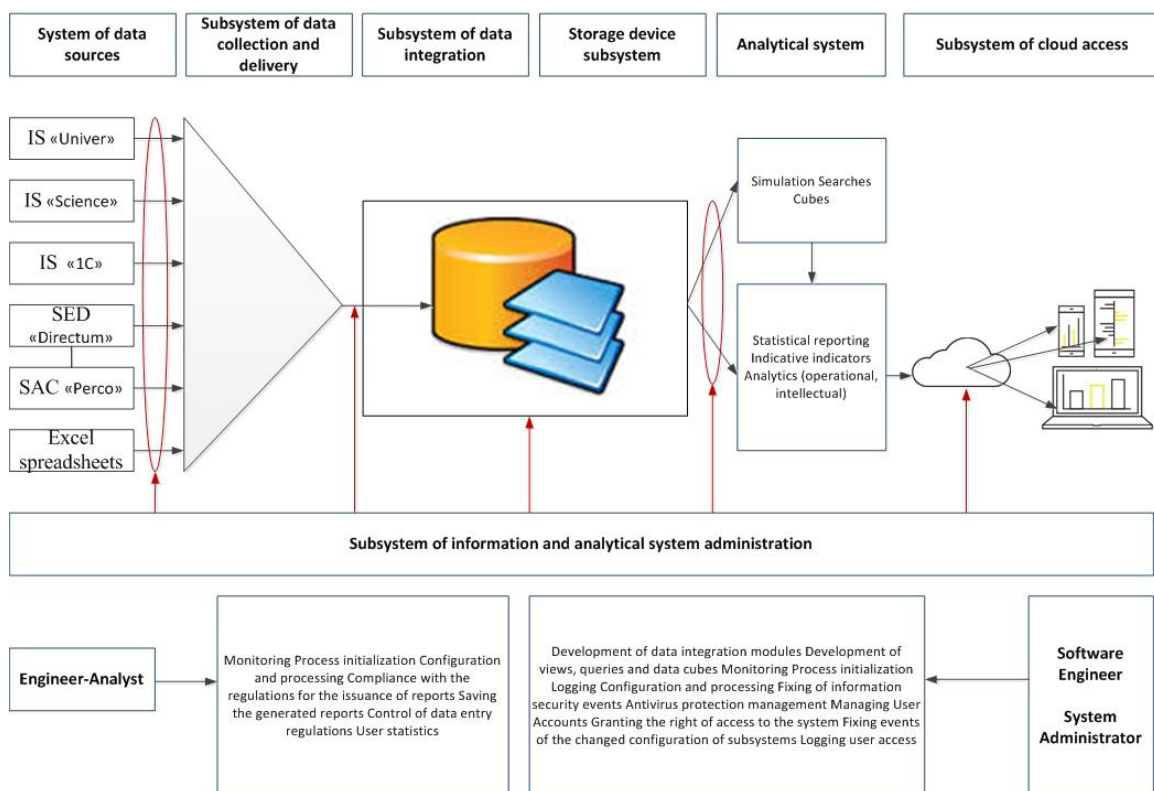 System of data
sources
Subsystem of data
collection and
delivery
Subsystem of data
integration
Storage device
subsystem
Analytical system
Subsystem of cloud access
IS «Univer»
IS «Science»
IS «1C»
SED
«Directum»
SAC «Perco»
Excel
spreadsheets
Simulation Searches
Cubes
Statistical reporting
Indicative indicators
Analytics (operational,
intellectual)
Subsystem of information and analytical system administration
Engineer-Analyst
Monitoring Process initialization Configuration
and processing Compliance with the
regulations for the issuance of reports Saving
the generated reports Control of data entry
regulations User statistics
Development of data integration modules Development of
views, queries and data cubes Monitoring Process initialization
Logging Configuration and processing Fixing of information
security events Antivirus protection management Managing User
Accounts Granting the right of access to the system Fixing events
of the changed configuration of subsystems Logging user access
Software
Engineer
System
Administrator